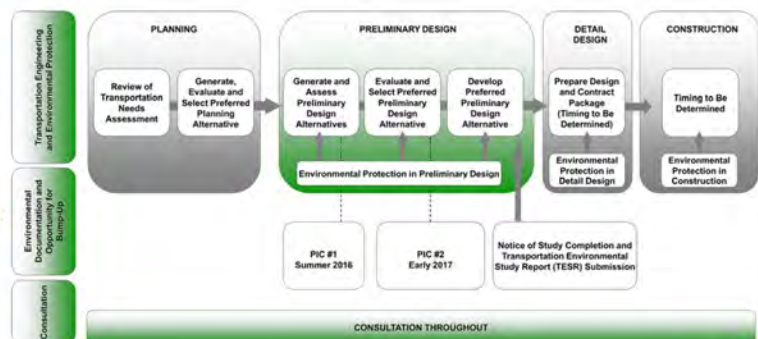 Transportation Engineering
and Environmental Protection
Environmental
Documentation and
Opportunity for
Bump-Up
Consultation
PLANNING
Review of
Transportation
Needs
Assessment
Generate,
Evaluate and
Select Preferred
Planning
Alternative
PRELIMINARY DESIGN
Generate and
Assess
Preliminary
Design
Alternatives
Evaluate and
Select Preferred
Preliminary
Design
Alternative
Develop
Preferred
Preliminary
Design
Alternative
Environmental Protection in Preliminary Design
DETAIL
DESIGN
Prepare Design
and Contract
Package
(Timing to Be
Determined)
Environmental
Protection in
Detail Design
CONSTRUCTION
Timing to Be
Determined
Environmental
Protection in
Construction
PIC #1
Summer 2016
PIC #2
Early 2017
Notice of Study Completion and
Transportation Environmental
Study Report (TESR) Submission
CONSULTATION THROUGHOUT